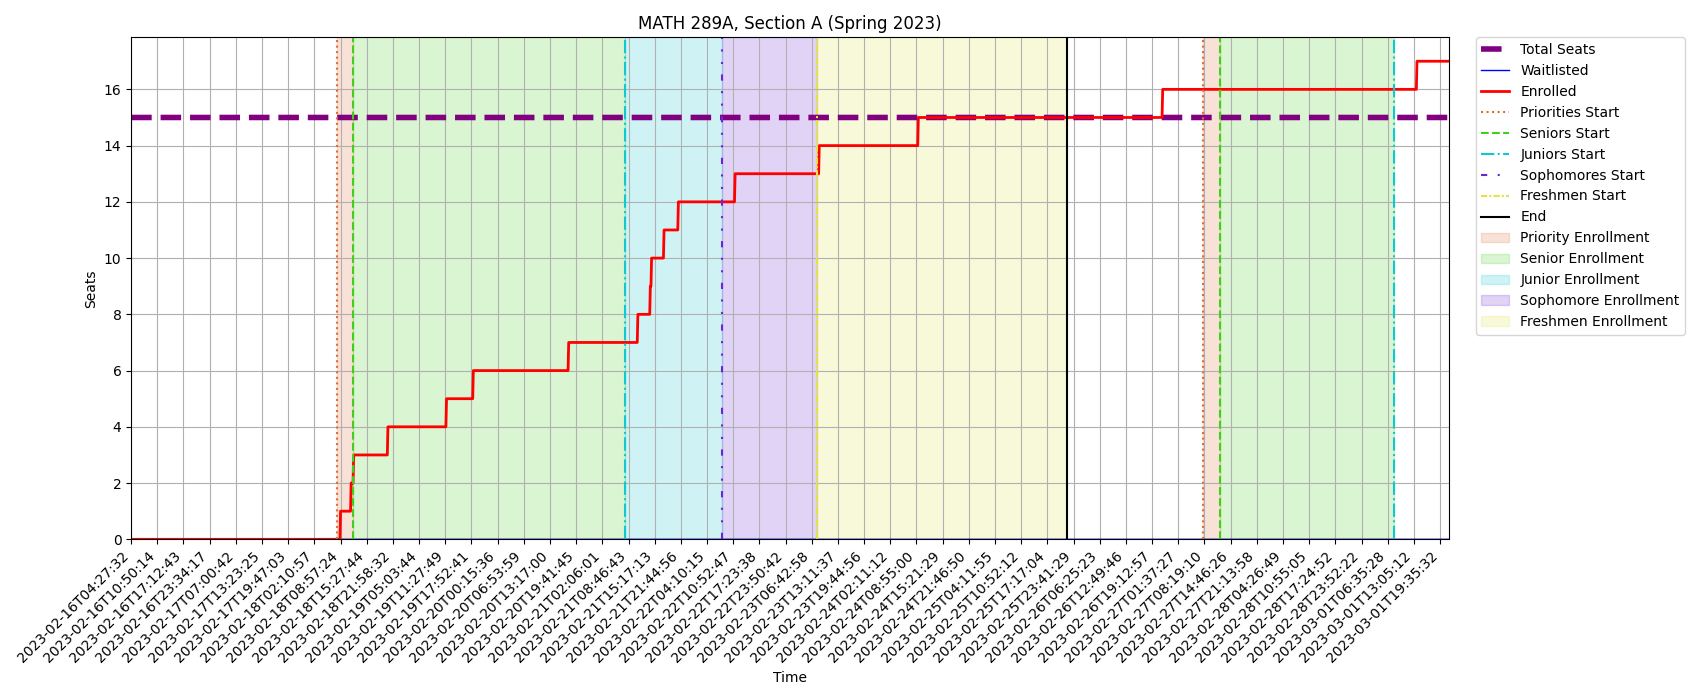 MATH 289A, Section A (Spring 2023)
Total Seats
Waitlisted
Enrolled
Priorities Start
Seniors Start
Juniors Start
Sophomores Start
Freshmen Start
End
Priority Enrollment
Senior Enrollment
Junior Enrollment
Sophomore Enrollment
Freshmen Enrollment
Seats
16
14
12
10
8
6
4
2
0
2023-02-16T04:27:32
2023-02-16T10:50:14
2023-02-16T17:12:43
2023-02-16T23:34:17
2023-02-17T07:00:42
2023-02-17T13:23:25
2023-02-17T19:47:03
2023-02-18T02:10:57
2023-02-18T08:57:24
2023-02-18T15:27:44
2023-02-18T21:58:32
2023-02-19T05:03:44
2023-02-19T11:27:49
2023-02-19T17:52:41
2023-02-20T00:15:36
2023-02-20T06:53:59
2023-02-20T13:17:00
2023-02-20T19:41:45
2023-02-21T02:06:01
2023-02-21T08:46:43
2023-02-21T15:17:13
2023-02-21T21:44:56
2023-02-22T04:10:15
2023-02-22T10:52:47
2023-02-22T17:23:38
2023-02-22T23:50:42
2023-02-23T06:42:58
2023-02-23T13:11:37
2023-02-23T19:44:56
2023-02-24T02:11:12
2023-02-24T08:55:00
2023-02-24T15:21:29
2023-02-24T21:46:50
2023-02-25T04:11:55
2023-02-25T10:52:12
2023-02-25T17:17:04
2023-02-25T23:41:29
2023-02-26T06:25:23
2023-02-26T12:49:46
2023-02-26T19:12:57
2023-02-27T01:37:27
2023-02-27T08:19:10
2023-02-27T14:46:26
2023-02-27T21:13:58
2023-02-28T04:26:49
2023-02-28T10:55:05
2023-02-28T17:24:52
2023-02-28T23:52:22
2023-03-01T06:35:28
2023-03-01T13:05:12
2023-03-01T19:35:32
Time